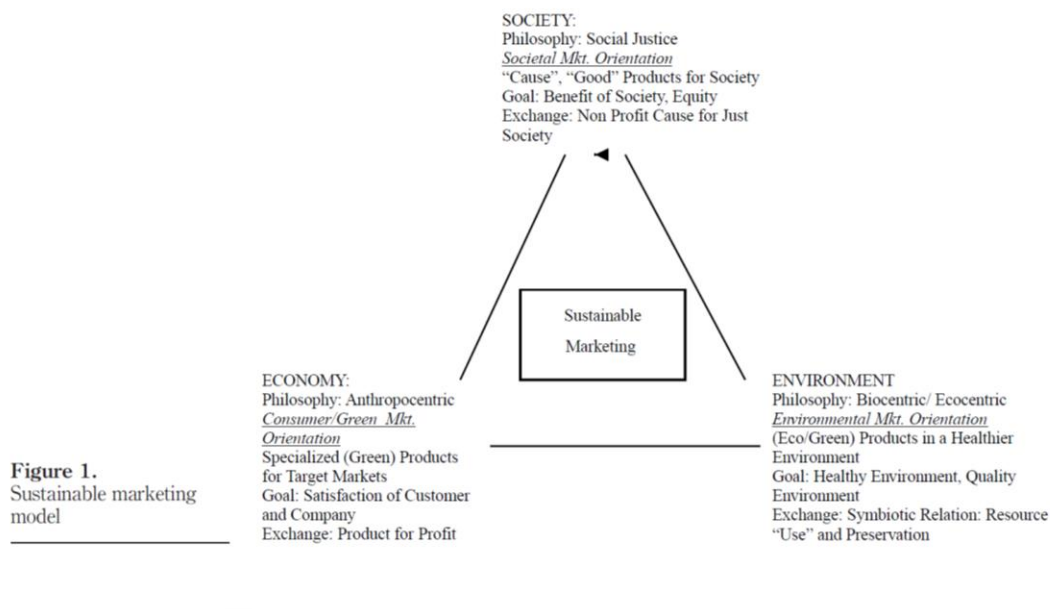 SOCIETY:
Philosophy: Social Justice
Societal Mkt. Orientation
“Cause”, “Good” Products for Society
Goal: Benefit of Society, Equity
Exchange: Non Profit Cause for Just
Society
Sustainable
Marketing
ECONOMY:
Philosophy: Anthropocentric
Consumer/Green Mkt.
Orientation
Specialized (Green) Products
for Target Markets
Goal: Satisfaction of Customer
and Company
Exchange: Product for Profit
ENVIRONMENT
Philosophy: Biocentric/ Ecocentric
Environmental Mkt. Orientation
(Eco/Green) Products in a Healthier
Environment
Goal: Healthy Environment, Quality
Environment
Exchange: Symbiotic Relation: Resource
“Use” and Preservation
Figure 1.
Sustainable marketing
model